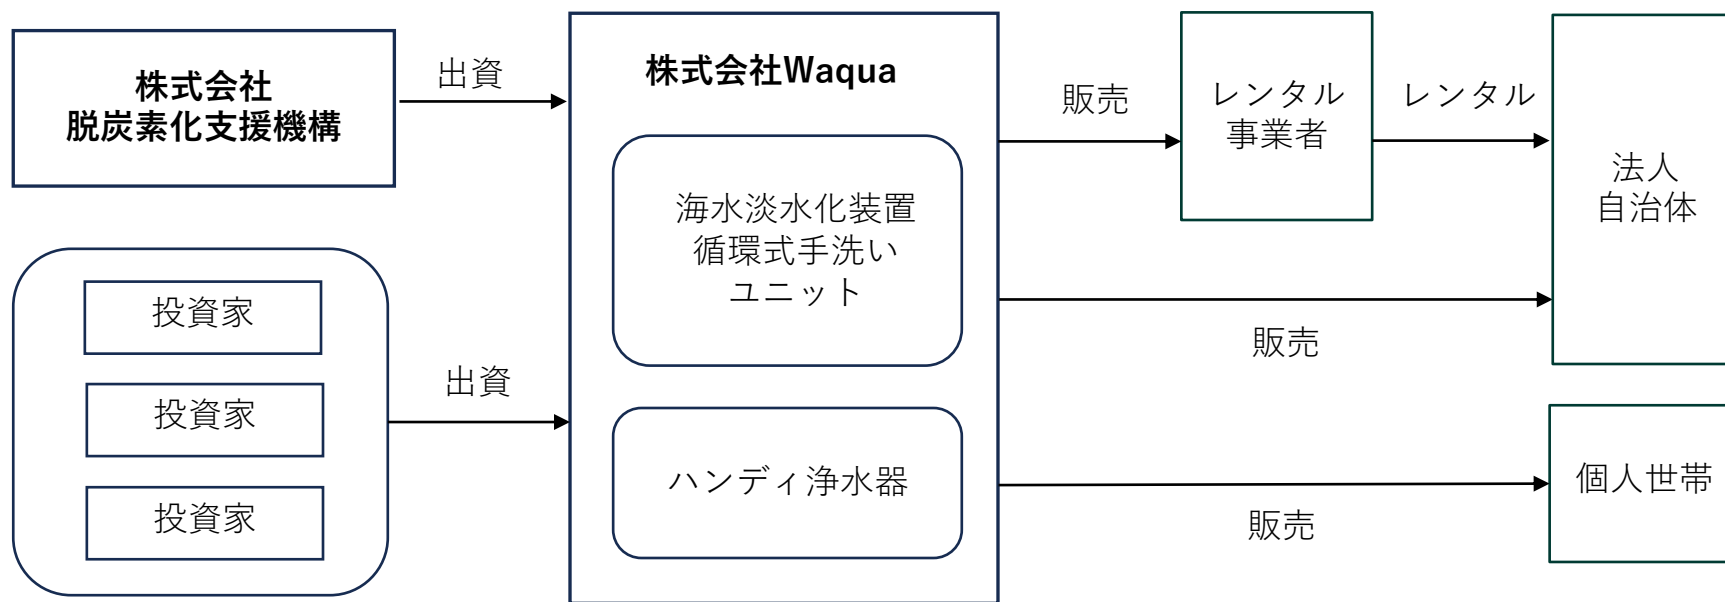 株式会社
脱炭素化支援機構
出資
投資家
投資家
投資家
出資
株式会社Waqua
海水淡水化装置
循環式手洗い
ユニット
ハンディ浄水器
販売
レンタル
事業者
レンタル
法人
自治体
販売
販売
個人世帯